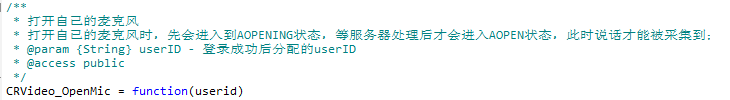 /**
* 打开自己的麦克风
* 打开自己的麦克风时，先会进入到AOPENING状态，等服务器处理后才会进入AOPEN状态，此时说话才能被采集到；
* @param {String} userID - 登录成功后分配的userID
* @access public
*/
CRVideo_OpenMic = function(userid)